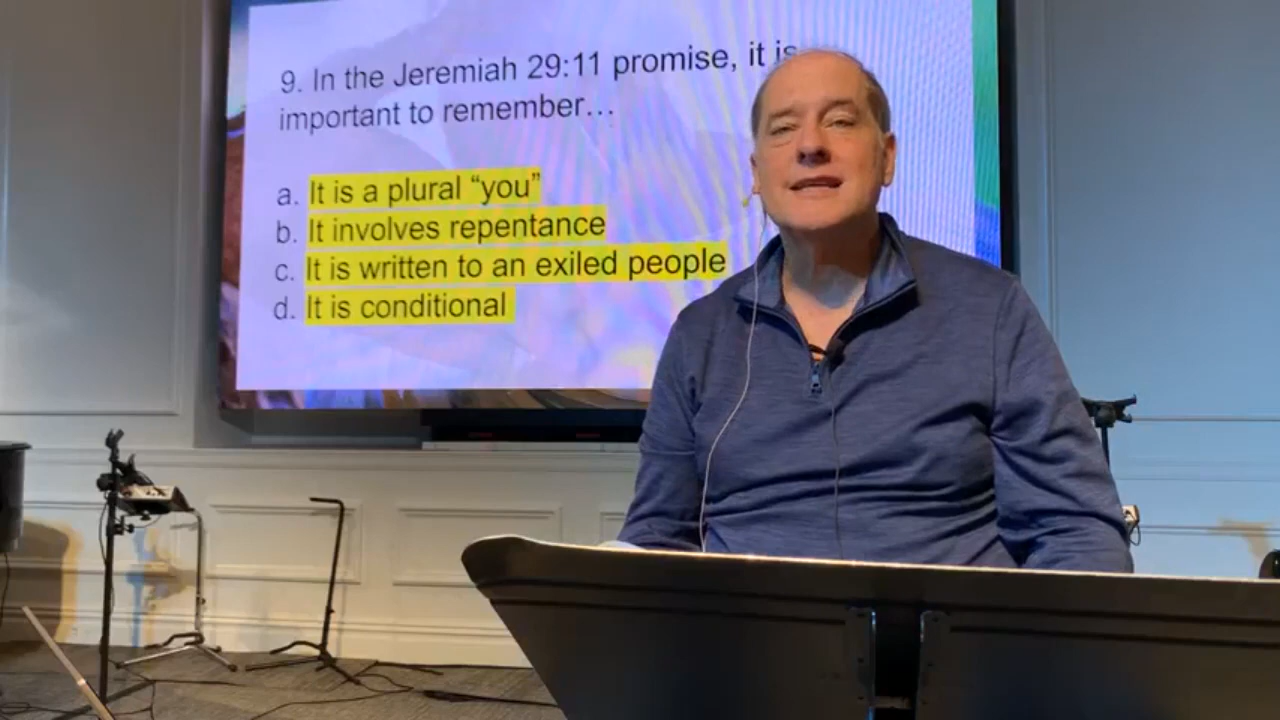 9. In the Jeremiah 29:11 promise, it is
important to remember…
a. It is a plural “you”
b. It involves repentance
c. It is written to an exiled people
d. It is conditional